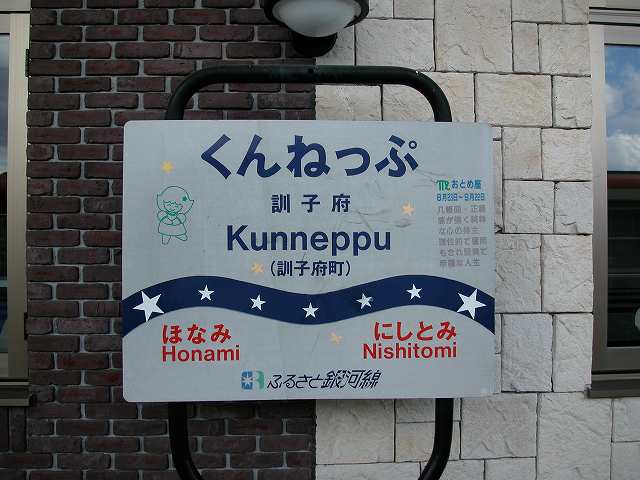 くんねっぷ
訓子府
Kunneppu
(訓子府町)
♍おとめ座
8月23日～9月22日
ほなみ
Honami
にしとみ
Nishitomi
ふるさと銀河線